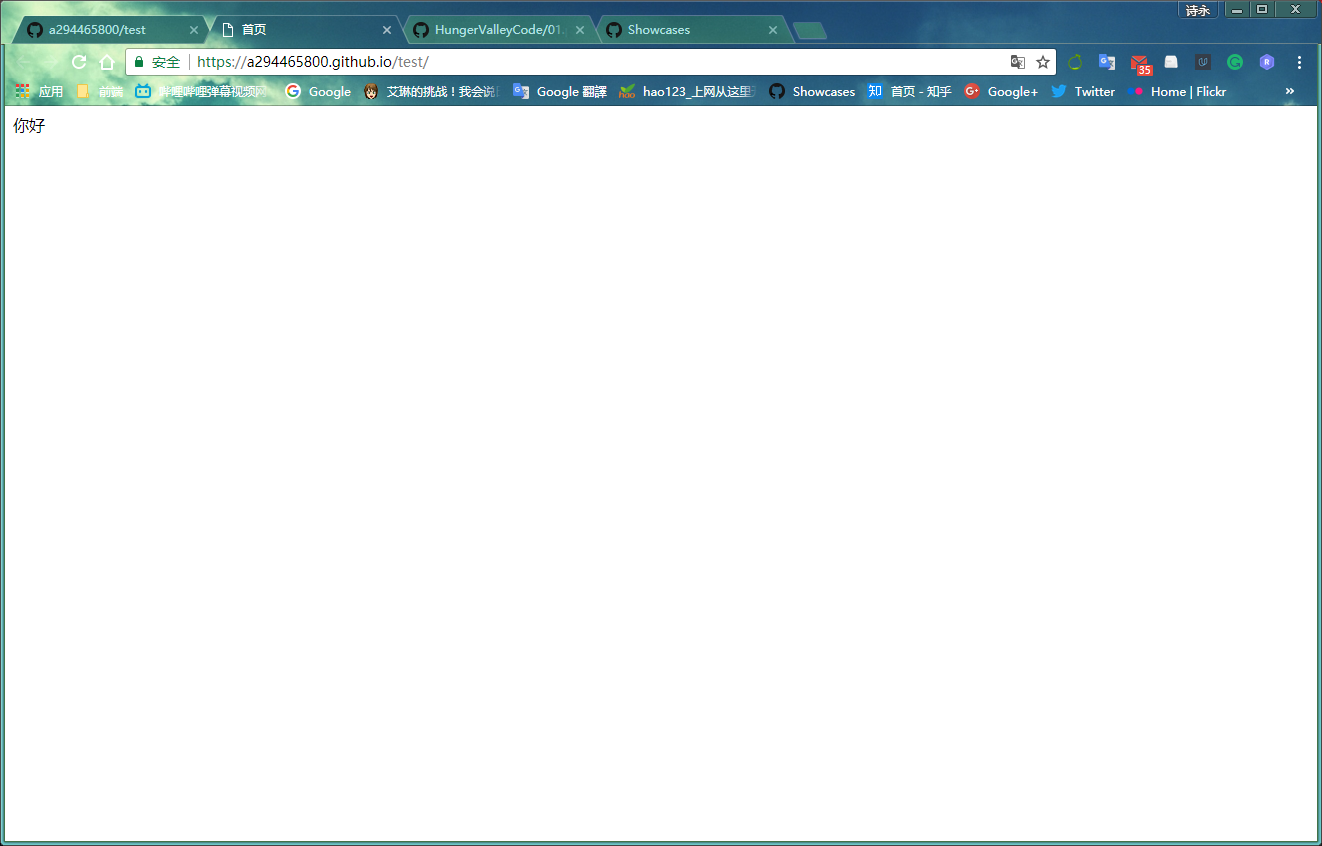 诗永
a294465800/test
首页
HungerValleyCode/01.
Showcases
安全
https://a294465800.github.io/test/
35
应用
前端
哔哩哔哩弹幕视频网
Google
艾琳的挑战！我会说
Google 翻譯
hao123_上网从这里
Showcases
知
首页 - 知乎
Google+
Twitter
Home | Flickr
»
你好